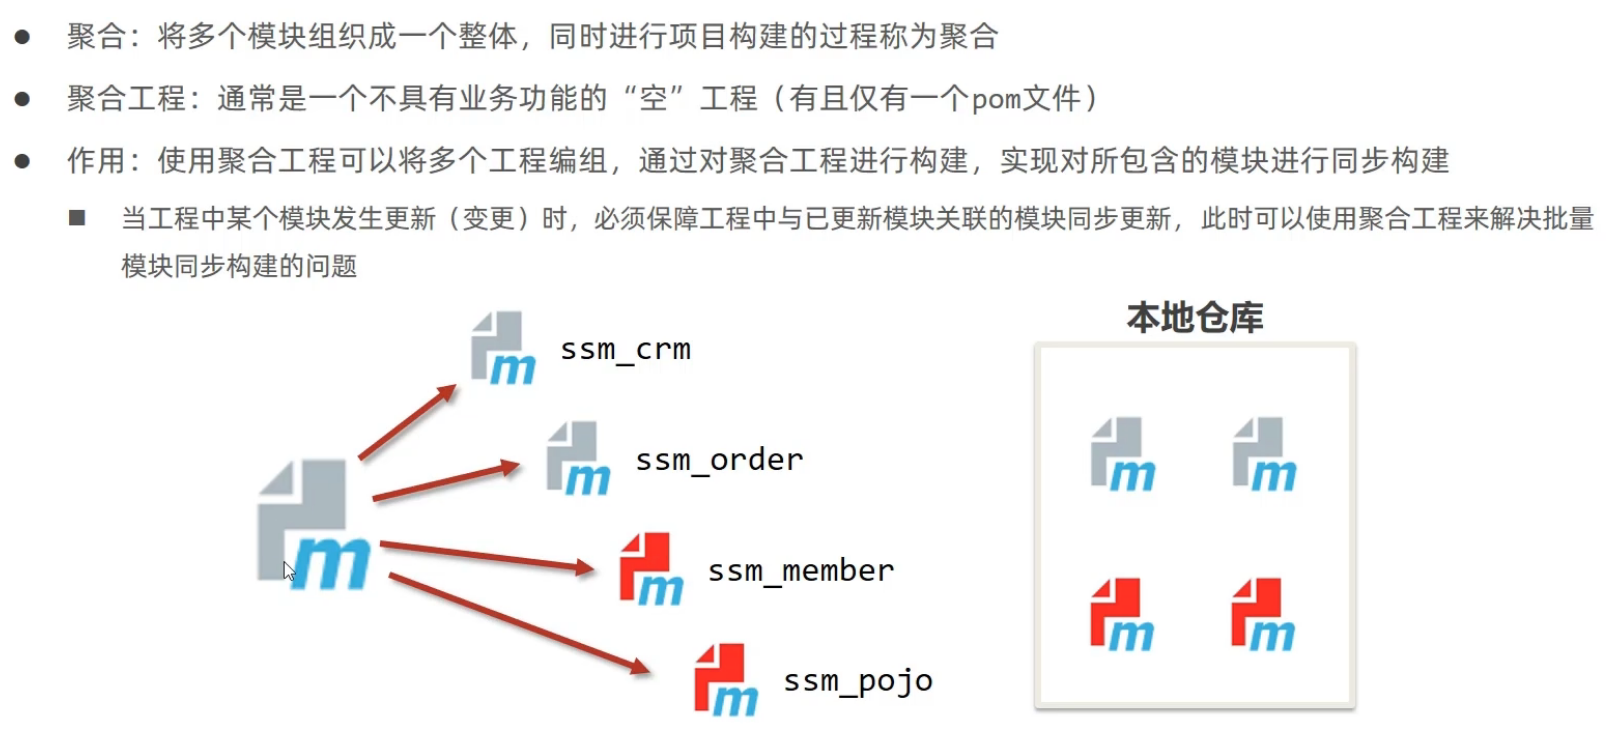 聚合：将多个模块组织成一个整体，同时进行项目构建的过程称为聚合
聚合工程：通常是一个不具有业务功能的“空”工程（有且仅有一个pom文件）
作用：使用聚合工程可以将多个工程编组，通过对聚合工程进行构建，实现对所包含的模块进行同步构建
当工程中某个模块发生更新（变更）时，必须保障工程中与已更新模块关联的模块同步更新，此时可以使用聚合工程来解决批量
模块同步构建的问题
本地仓库
m ssm_crm
m ssm_order
m
m ssm_member
m ssm_pojo
m m
m m